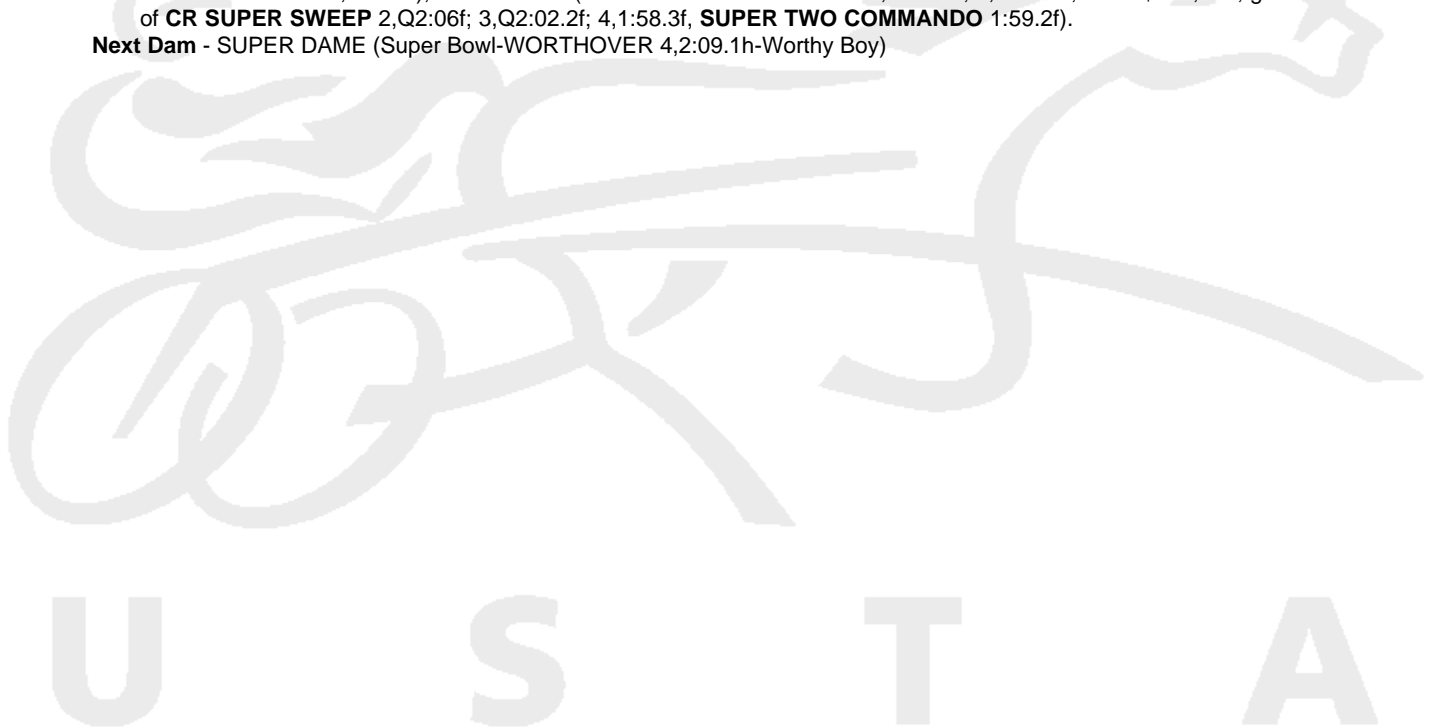 of CR SUPER SWEEP 2,Q2:06f; 3,Q2:02.2f; 4,1:58.3f, SUPER TWO COMMANDO 1:59.2f).
Next Dam - SUPER DAME (Super Bowl-WORTHOVER 4,2:09.1h-Worthy Boy)
U S T A